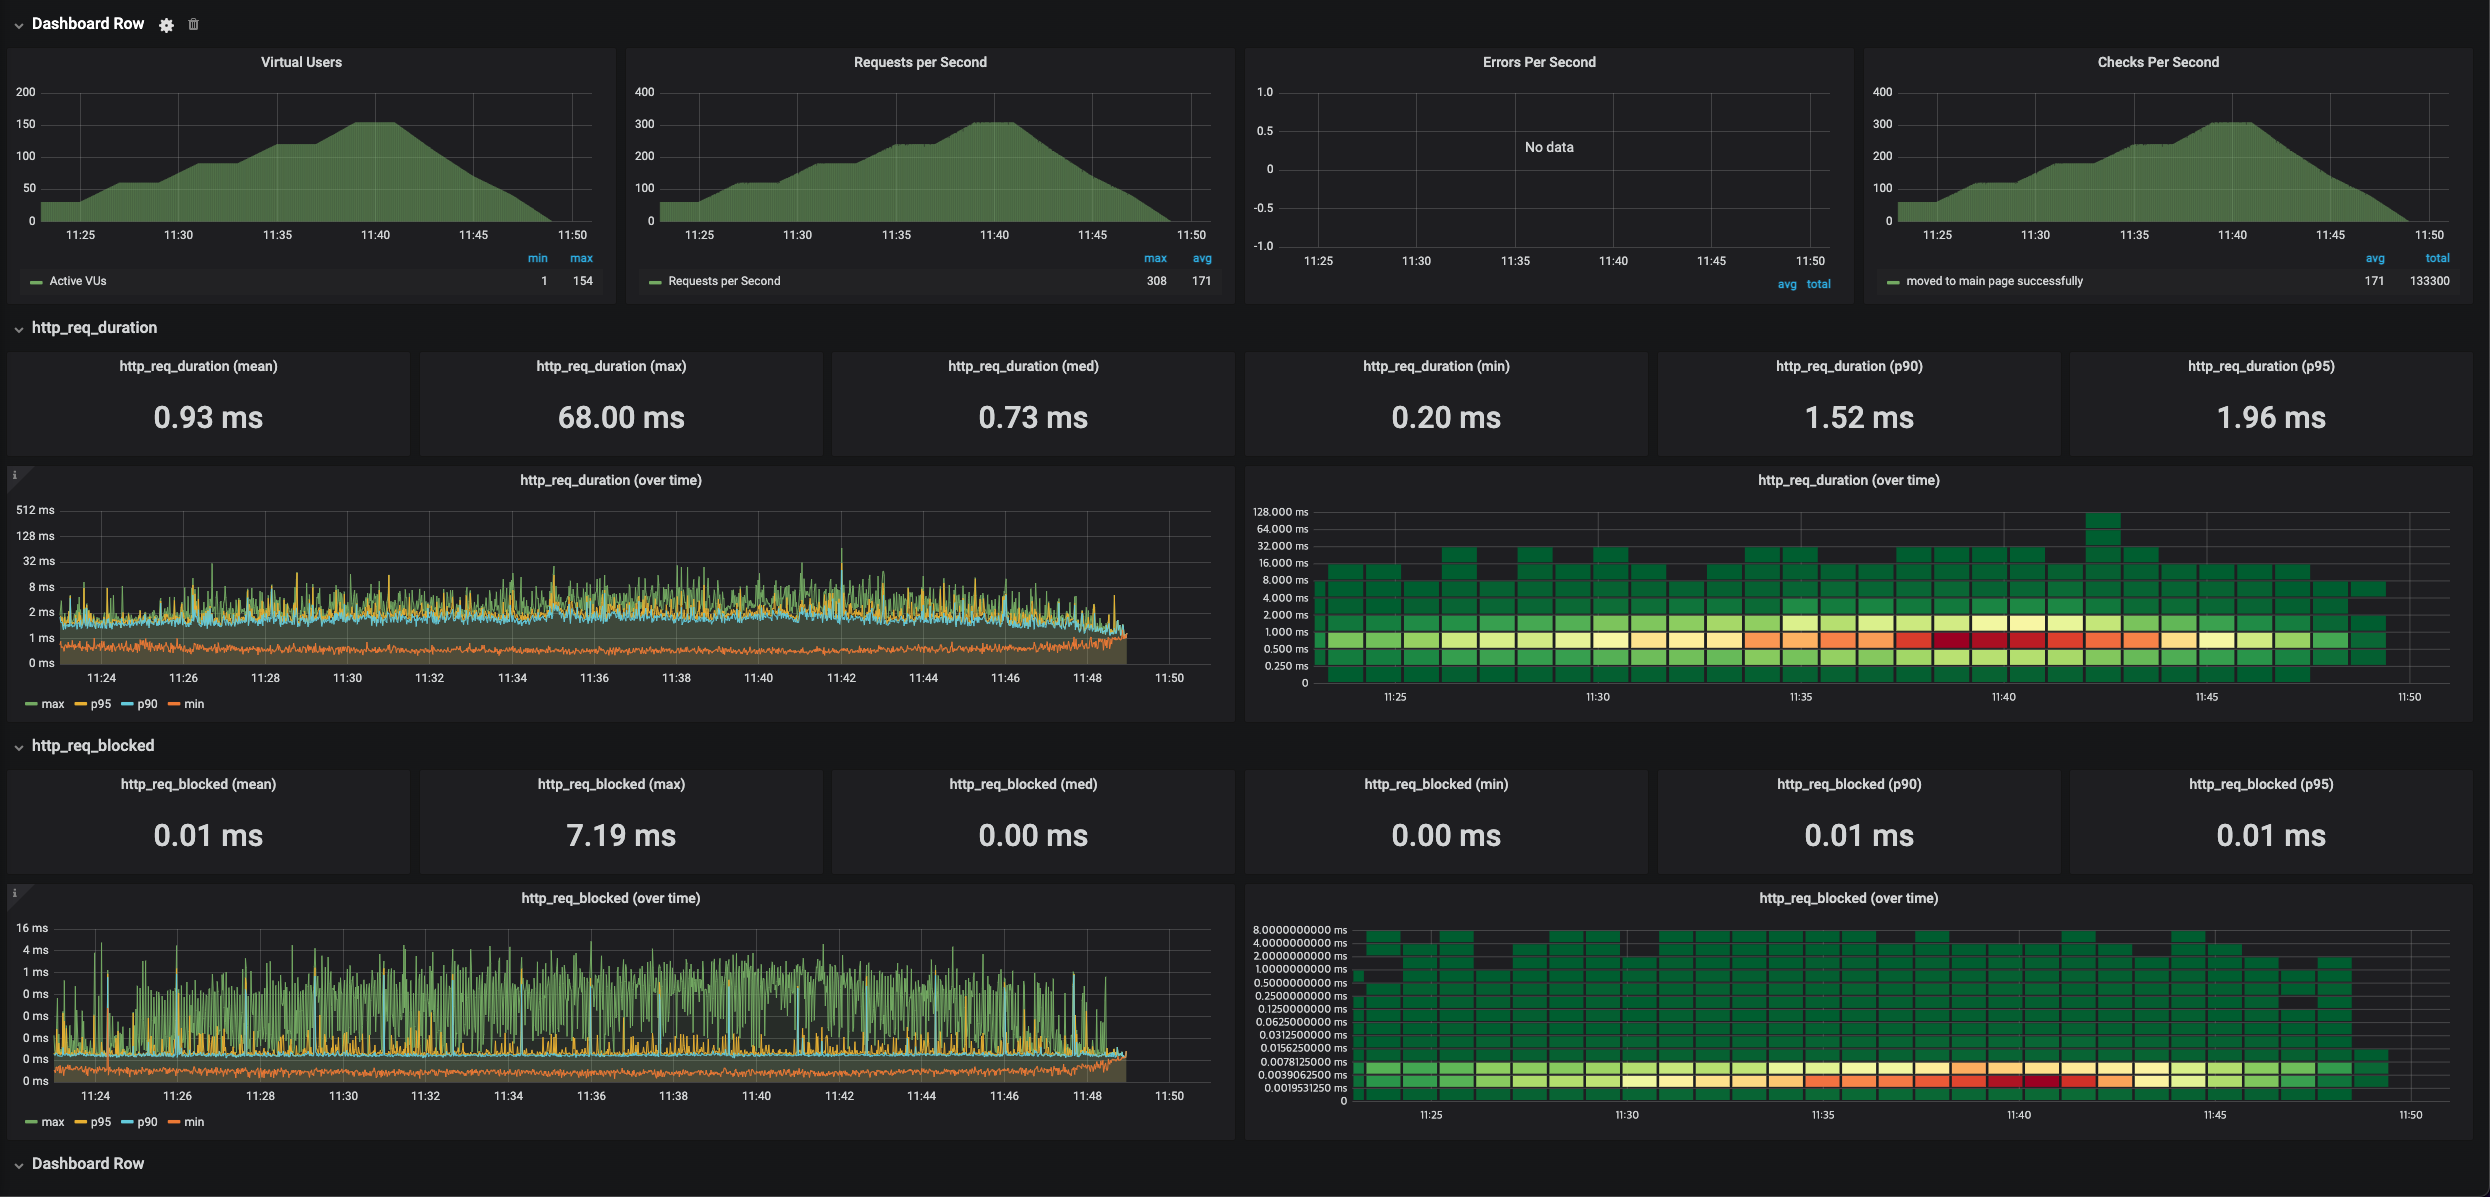 Dashboard Row
Virtual Users
200
150
100
50
0
11:25 11:30 11:35 11:40 11:45 11:50
min max
Active VUs 1 154
Requests per Second
400
300
200
100
0
11:25 11:30 11:35 11:40 11:45 11:50
max avg
Requests per Second 308 171
Errors Per Second
1.0
0.5
0
-0.5
-1.0
No data
11:25 11:30 11:35 11:40 11:45 11:50
avg total
Checks Per Second
400
300
200
100
0
11:25 11:30 11:35 11:40 11:45 11:50
avg total
moved to main page successfully 171 133300
http_req_duration
http_req_duration (mean)
0.93 ms
http_req_duration (max)
68.00 ms
http_req_duration (med)
0.73 ms
http_req_duration (min)
0.20 ms
http_req_duration (p90)
1.52 ms
http_req_duration (p95)
1.96 ms
i
http_req_duration (over time)
512 ms
128 ms
32 ms
8 ms
2 ms
1 ms
0 ms
11:24 11:26 11:28 11:30 11:32 11:34 11:36 11:38 11:40 11:42 11:44 11:46 11:48 11:50
max p95 p90 min
http_req_duration (over time)
128.000 ms
64.000 ms
32.000 ms
16.000 ms
8.000 ms
4.000 ms
2.000 ms
1.000 ms
0.500 ms
0.250 ms
0
11:25 11:30 11:35 11:40 11:45 11:50
http_req_blocked
http_req_blocked (mean)
0.01 ms
http_req_blocked (max)
7.19 ms
http_req_blocked (med)
0.00 ms
http_req_blocked (min)
0.00 ms
http_req_blocked (p90)
0.01 ms
http_req_blocked (p95)
0.01 ms
i
http_req_blocked (over time)
16 ms
4 ms
1 ms
0 ms
0 ms
0 ms
0 ms
0 ms
11:24 11:26 11:28 11:30 11:32 11:34 11:36 11:38 11:40 11:42 11:44 11:46 11:48 11:50
max p95 p90 min
http_req_blocked (over time)
8.0000000000 ms
4.0000000000 ms
2.0000000000 ms
1.0000000000 ms
0.5000000000 ms
0.2500000000 ms
0.1250000000 ms
0.0625000000 ms
0.0312500000 ms
0.0156250000 ms
0.0078125000 ms
0.0039062500 ms
0.0019531250 ms
0
11:25 11:30 11:35 11:40 11:45 11:50
Dashboard Row